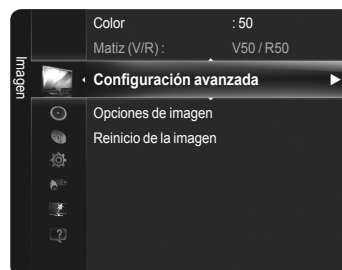 Imagen
Color : 50
Matiz (V/R) : V50 / R50
Configuración avanzada
Opciones de imagen
Reinicio de la imagen